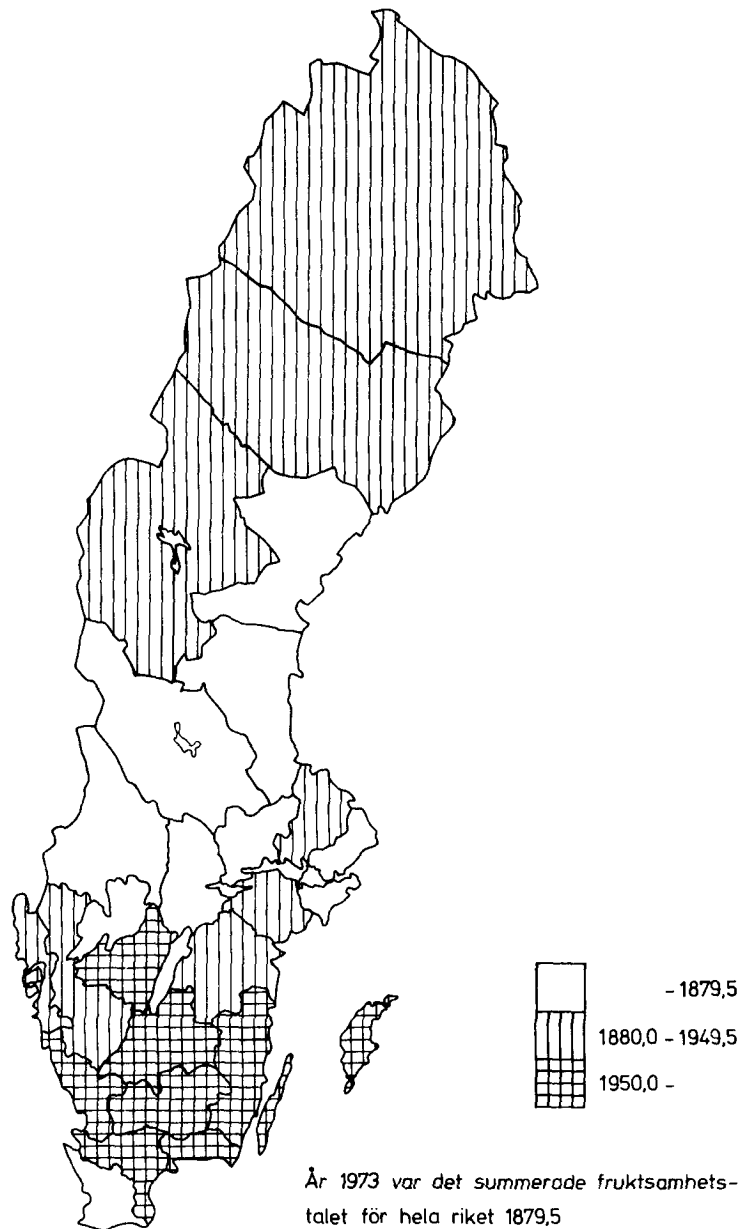 - 1879,5
1880,0 - 1949,5
1950,0 -
År 1973 var det summerade fruktsamhets-
talet för hela riket 1879,5